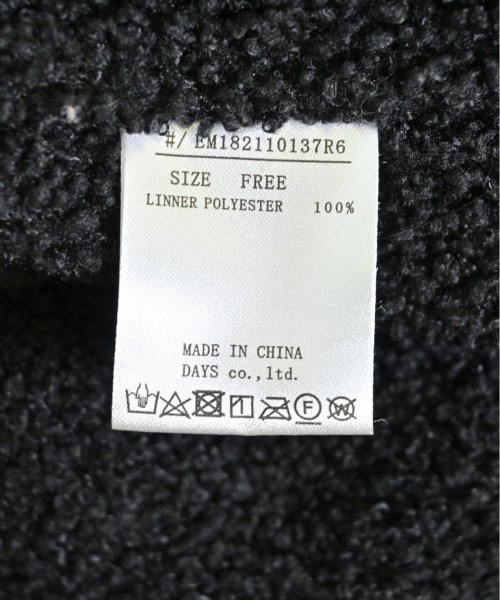 #/ EM182110137R6
SIZE FREE
LINNER POLYESTER 100%
MADE IN CHINA
DAYS co.,ltd.
F W